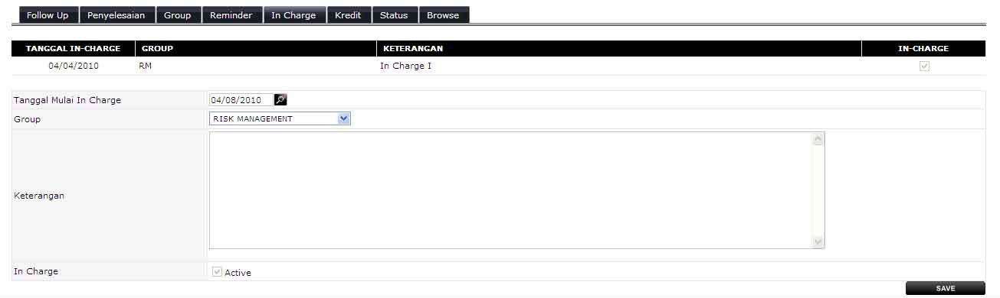 Follow Up Penyelesaian Group Reminder In Charge Kredit Status Browse
TANGGAL IN-CHARGE GROUP KETERANGAN IN-CHARGE
04/04/2010 RM In Charge I
Tanggal Mulai In Charge 04/08/2010
Group RISK MANAGEMENT
Keterangan
In Charge Active
SAVE